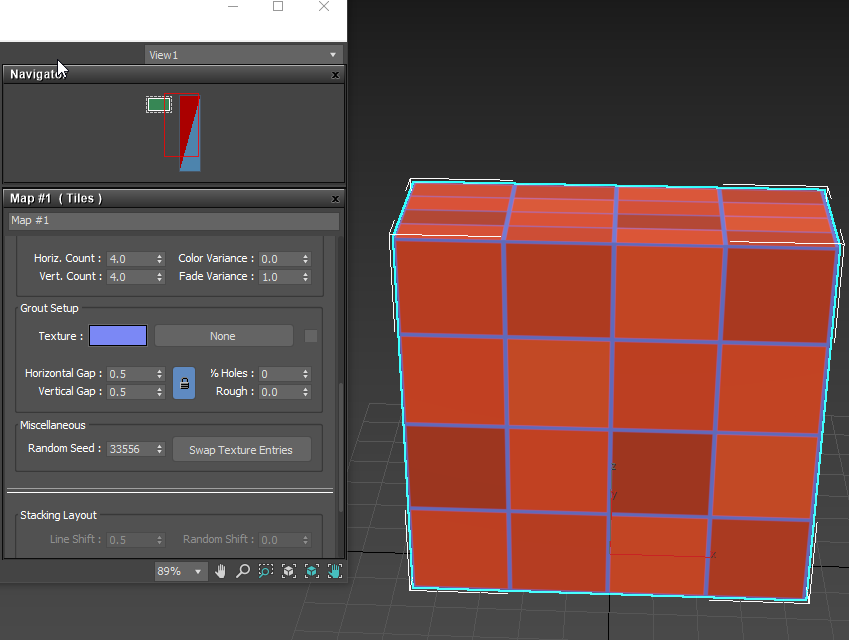 View1
Navigator
Map #1 ( Tiles )
Map #1
Horiz. Count : 4.0 Color Variance : 0.0
Vert. Count : 4.0 Fade Variance : 1.0
Grout Setup
Texture : None
Horizontal Gap : 0.5 % Holes : 0
Vertical Gap : 0.5 Rough : 0.0
Miscellaneous
Random Seed : 33556 Swap Texture Entries
Stacking Layout
Line Shift : 0.5 Random Shift : 0.0
89%
z
y
x